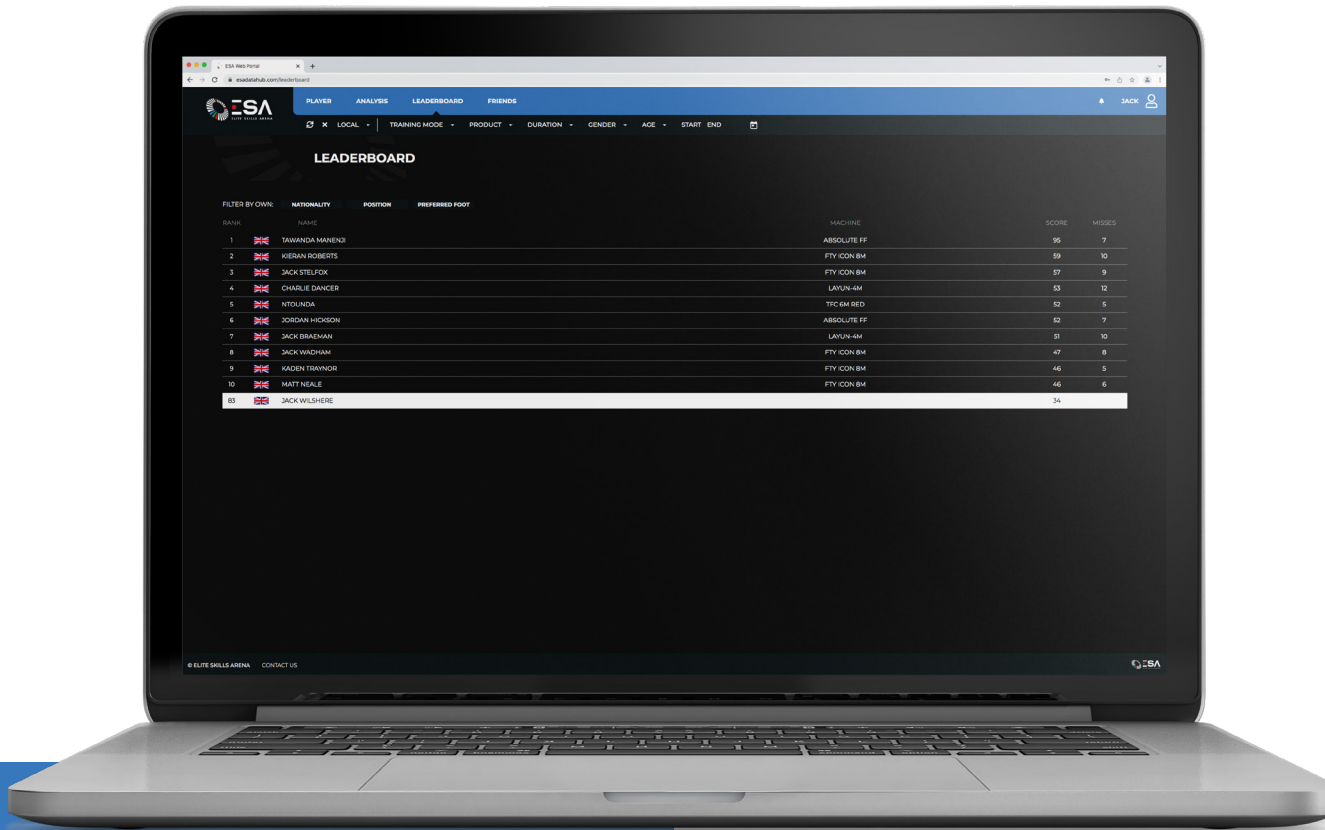 ESA Web Portal
esadatahub.com/leaderboard
ESA
ELITE SKILLS ARENA
PLAYER ANALYSIS LEADERBOARD FRIENDS JACK
LOCAL TRAINING MODE PRODUCT DURATION GENDER AGE START END
LEADERBOARD
FILTER BY OWN: NATIONALITY POSITION PREFERRED FOOT
RANK NAME MACHINE SCORE MISSES
1 TAWANDA MANENJI ABSOLUTE FF 95 7
2 KIERAN ROBERTS FTY ICON 8M 59 10
3 JACK STELFOX FTY ICON 8M 57 9
4 CHARLIE DANCER LAYUN-4M 53 12
5 NTOUNDA TFC 6M RED 52 5
6 JORDAN HICKSON ABSOLUTE FF 52 7
7 JACK BRAEMAN LAYUN-4M 51 10
8 JACK WADHAM FTY ICON 8M 47 8
9 KADEN TRAYNOR FTY ICON 8M 46 5
10 MATT NEALE FTY ICON 8M 46 6
83 JACK WILSHERE 34
© ELITE SKILLS ARENA CONTACT US ESA